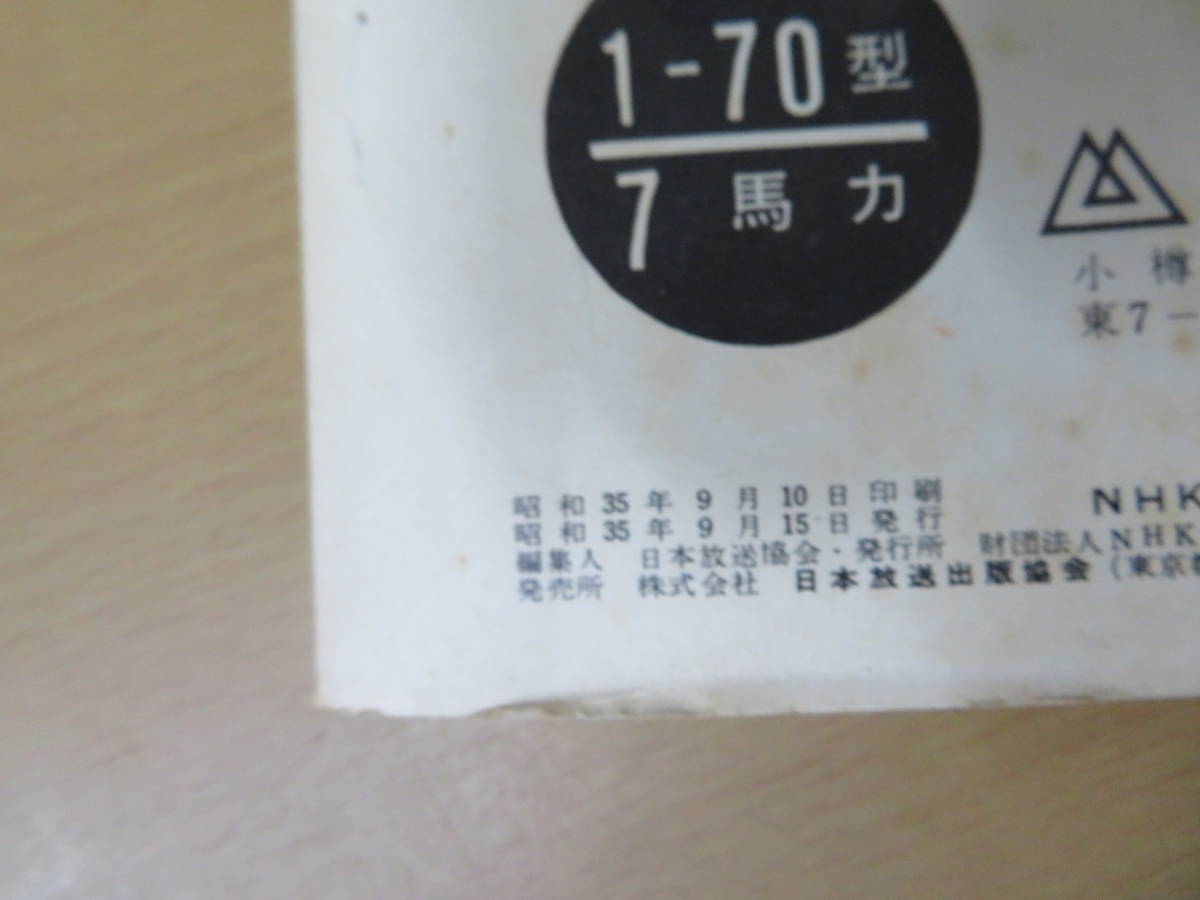 1-70型
7馬力
小樽
東7-
昭和35年9月10日印刷
昭和35年9月15日発行
編集人 日本放送協会・発行所 財団法人NHK
発売所 株式会社 日本放送出版協会(東京都
NHK